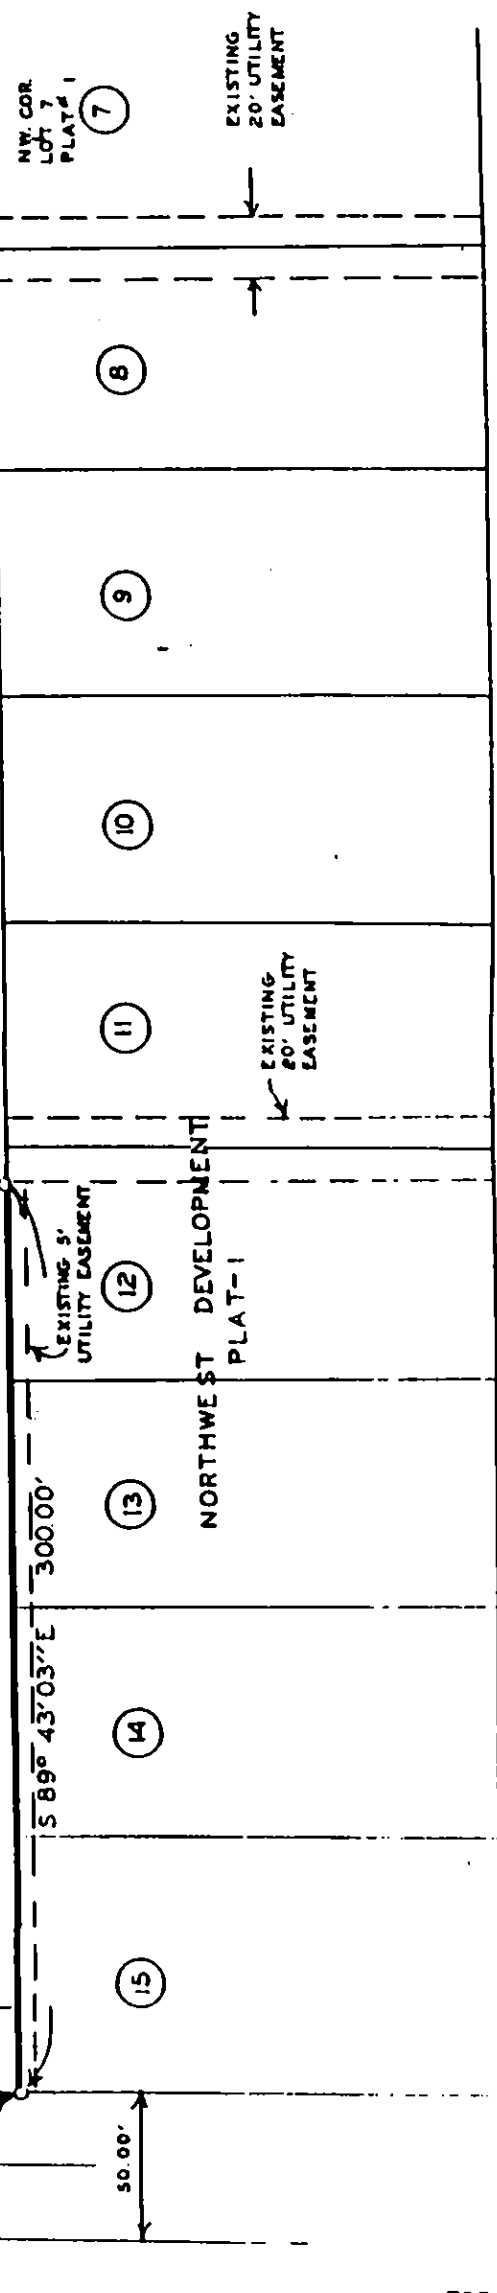 50.00'
15
S 89° 43'03"E 300.00'
14
13
EXISTING 5'
UTILITY EASEMENT
12
NORTHWEST DEVELOPMENT
PLAT-1
11
EXISTING
20' UTILITY
EASEMENT
10
9
8
NW. COR.
LOT 7
PLAT# 1
7
EXISTING
20' UTILITY
EASEMENT